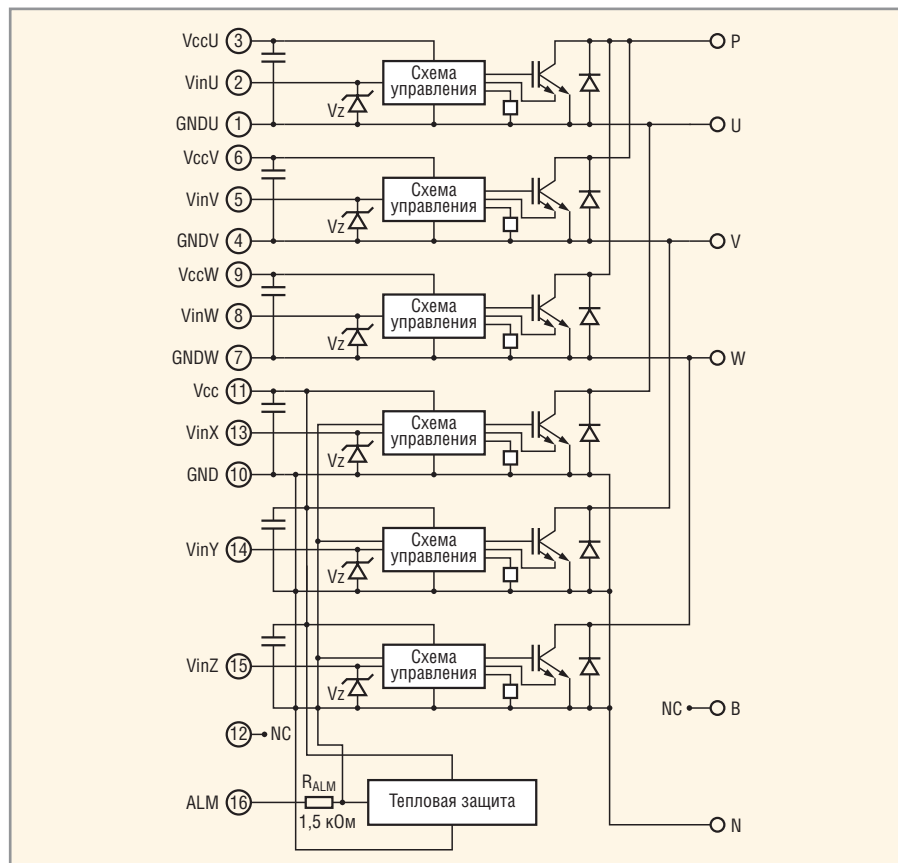 VccU 3 P
VinU 2 Схема управления
Vz
GNDU 1 U
VccV 6
VinV 5 Схема управления
Vz
GNDV 4 V
VccW 9
VinW 8 Схема управления
Vz
GNDW 7 W
Vcc 11
VinX 13 Схема управления
Vz
GND 10
VinY 14 Схема управления
Vz
VinZ 15 Схема управления
Vz
NC B
12 NC
RALM
ALM 16 Тепловая защита
1,5 кОм
N